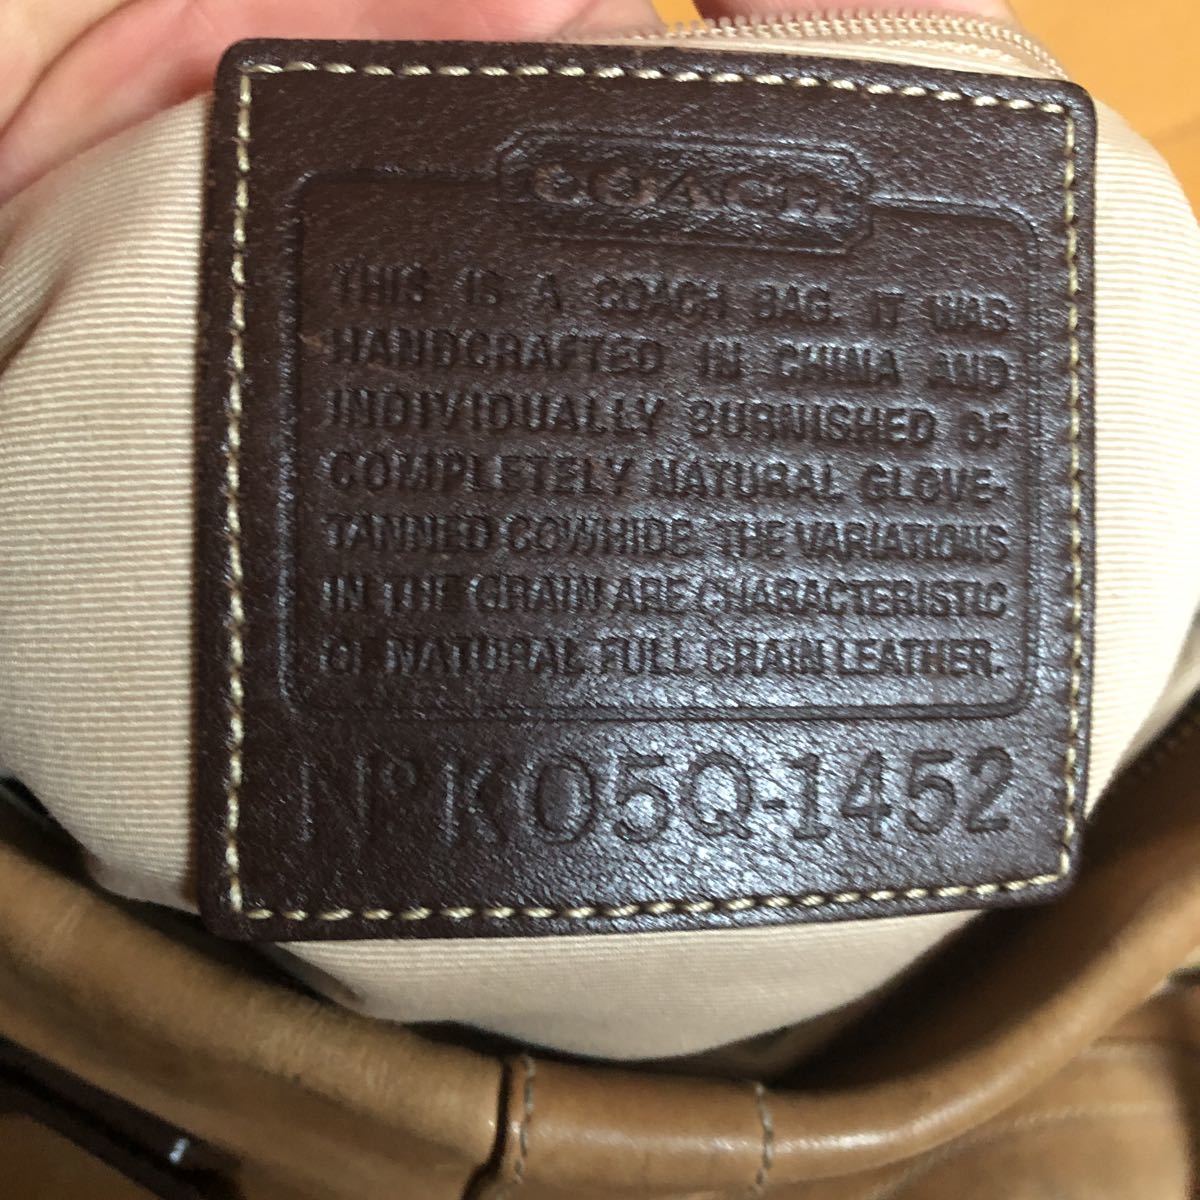 COACH
THIS IS A COACH BAG. IT WAS
HANDCRAFTED IN CHINA AND
INDIVIDUALLY BURNISHED OF
COMPLETELY NATURAL GLOVE-
TANNED COWHIDE. THE VARIATIONS
IN THE GRAIN ARE CHARACTERISTIC
OF NATURAL FULL GRAIN LEATHER.
No K05Q-1452